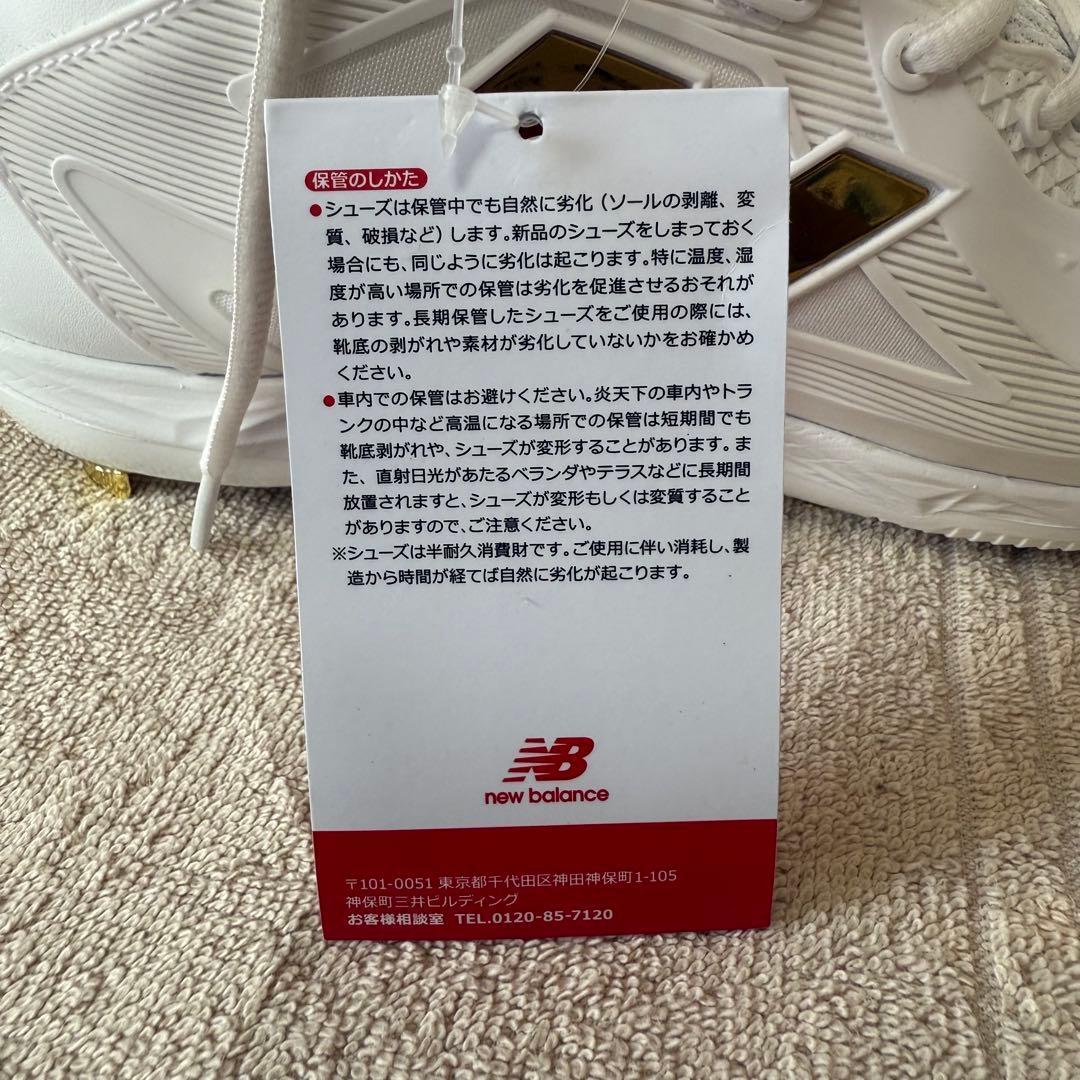 保管のしかた
●シューズは保管中でも自然に劣化（ソールの剥離、変
質、破損など）します。新品のシューズをしまっておく
場合にも、同じように劣化は起こります。特に温度、湿
度が高い場所での保管は劣化を促進させるおそれが
あります。長期保管したシューズをご使用の際には、
靴底の剥がれや素材が劣化していないかをお確かめ
ください。
●車内での保管はお避けください。炎天下の車内やトラ
ンクの中など高温になる場所での保管は短期間でも
靴底剥がれや、シューズが変形することがあります。ま
た、直射日光があたるベランダやテラスなどに長期間
放置されますと、シューズが変形もしくは変質すること
がありますので、ご注意ください。
※シューズは半耐久消費財です。ご使用に伴い消耗し、製
造から時間が経てば自然に劣化が起こります。
NB
new balance
〒101-0051 東京都千代田区神田神保町1-105
神保町三井ビルディング
お客様相談室 TEL.0120-85-7120